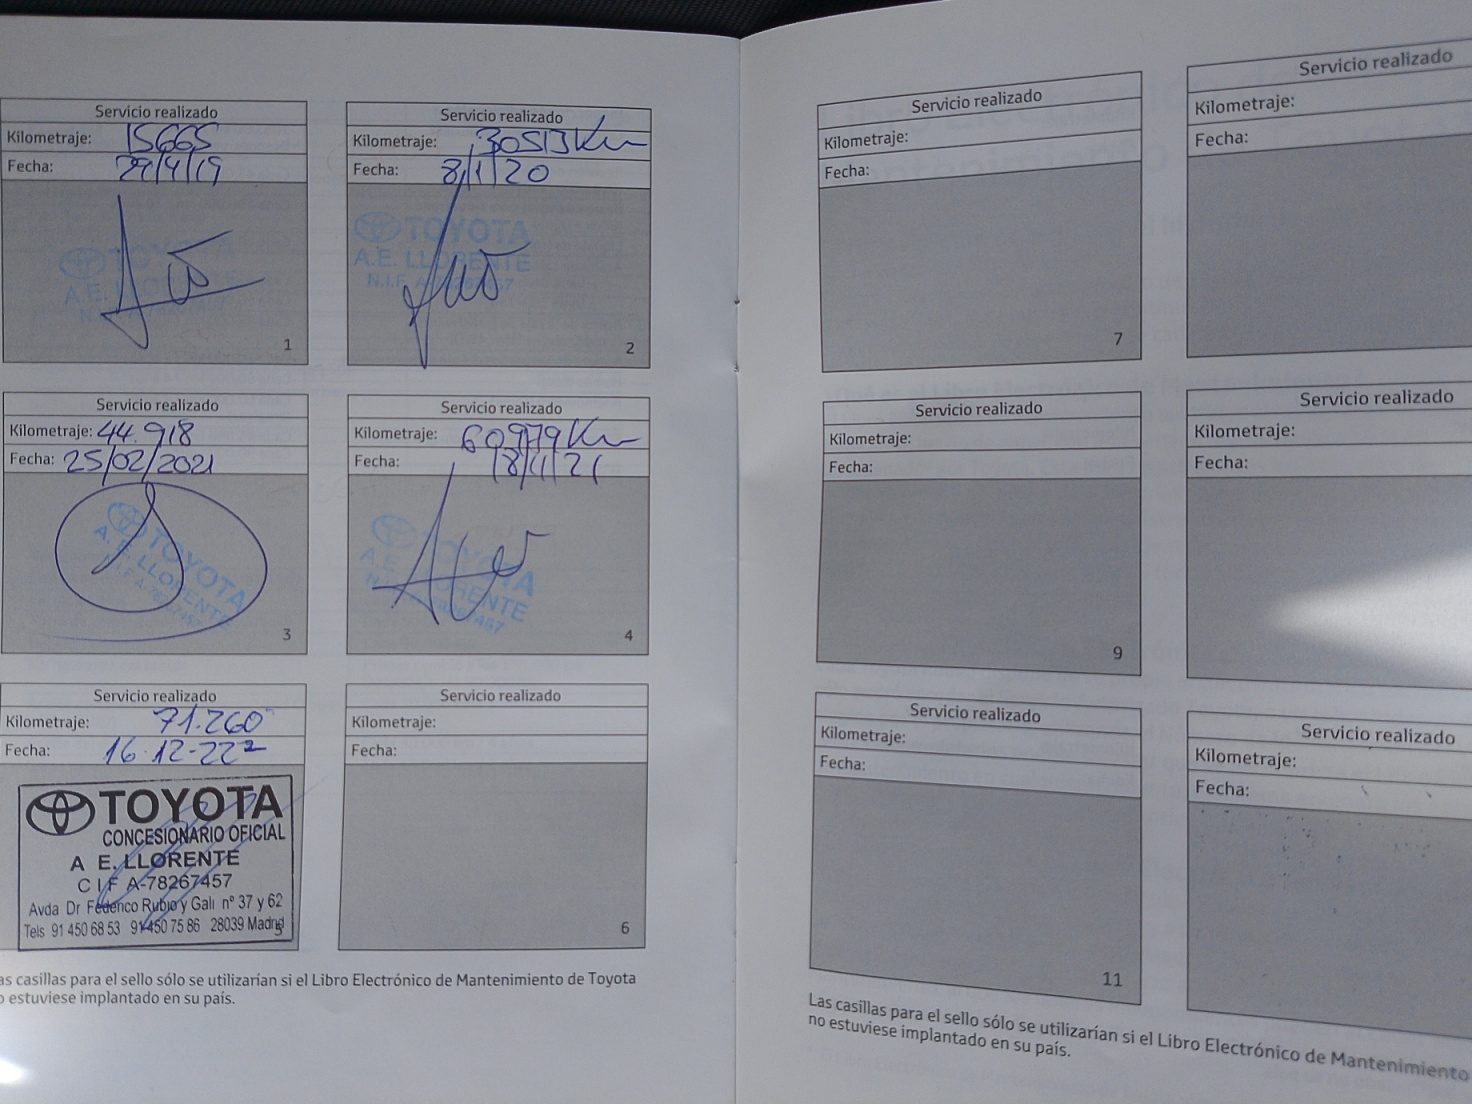 Servicio realizado
Kilometraje: 15665
Fecha: 29/4/19
TOYOTA
A.E. LLORENTE
1
Servicio realizado
Kilometraje: 30513 Km
Fecha: 8/1/20
TOYOTA
A.E. LLORENTE
N.I.F. A-78267457
2
Servicio realizado
Kilometraje: 44.918
Fecha: 25/02/2021
TOYOTA
A.E. LLORENTE
N.I.F. A-78267457
3
Servicio realizado
Kilometraje: 60979 Km
Fecha: 18/11/21
TOYOTA
A.E. LLORENTE
4
Servicio realizado
Kilometraje: 71.260
Fecha: 16-12-22
TOYOTA
CONCESIONARIO OFICIAL
A E. LLORENTE
C I F A-78267457
Avda Dr Federico Rubio y Gali nº 37 y 62
Tels 91 450 68 53 91 450 75 86 28039 Madrid
5
Servicio realizado
Kilometraje:
Fecha:
6
as casillas para el sello sólo se utilizarían si el Libro Electrónico de Mantenimiento de Toyota
o estuviese implantado en su país.
Servicio realizado
Kilometraje:
Fecha:
7
Servicio realizado
Kilometraje:
Fecha:
Servicio realizado
Kilometraje:
Fecha:
9
Servicio realizado
Kilometraje:
Fecha:
Servicio realizado
Kilometraje:
Fecha:
11
Servicio realizado
Kilometraje:
Fecha:
Las casillas para el sello sólo se utilizarían si el Libro Electrónico de Mantenimiento
no estuviese implantado en su país.